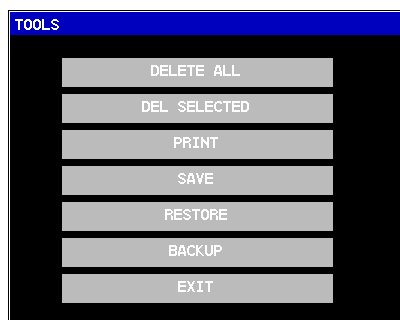 TOOLS
DELETE ALL
DEL SELECTED
PRINT
SAVE
RESTORE
BACKUP
EXIT